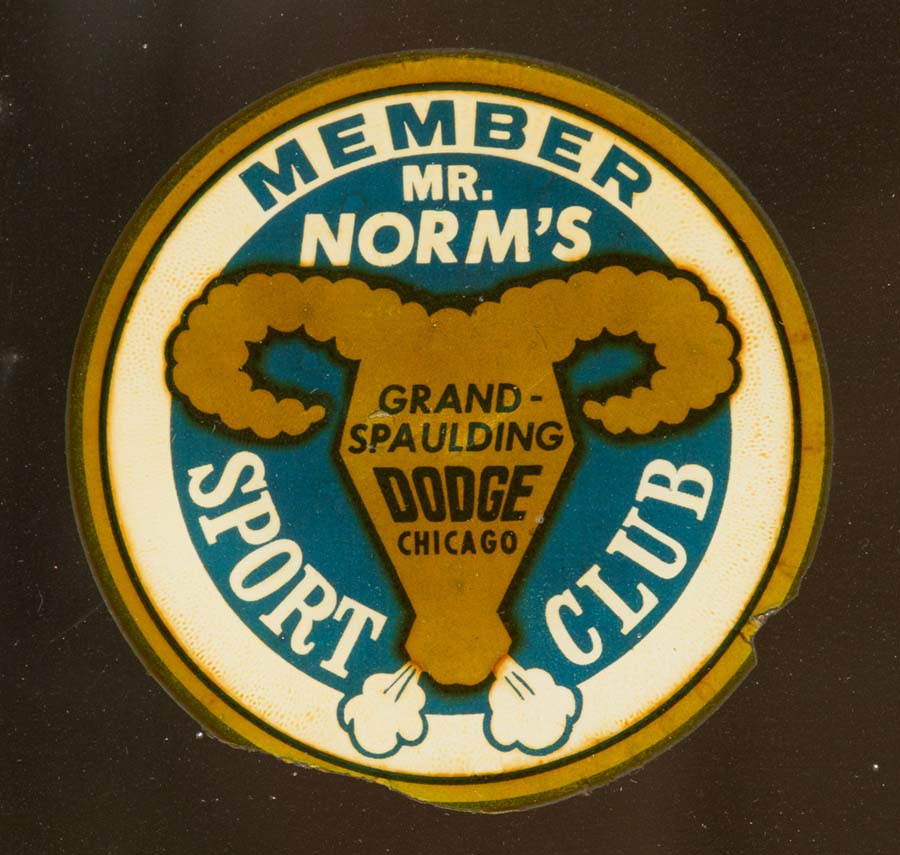 MEMBER
MR.
NORM'S
GRAND-
SPAULDING
DODGE
CHICAGO
SPORT CLUB